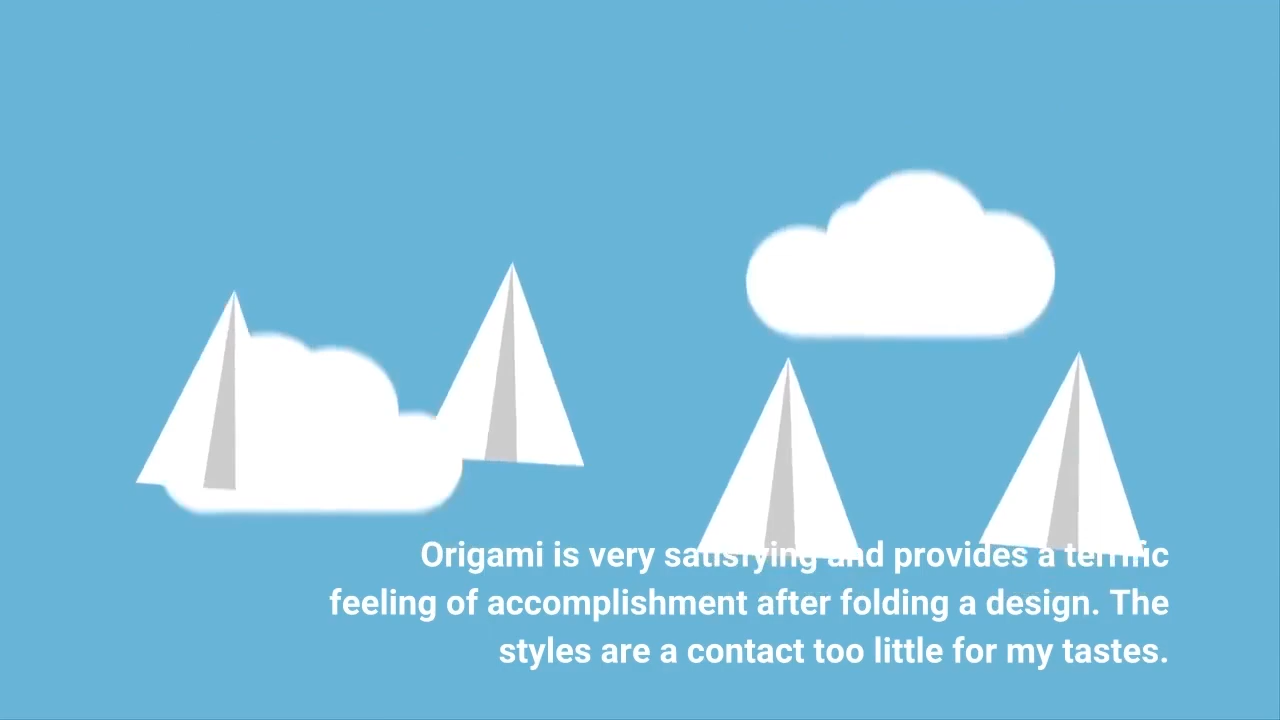 Origami is very satisfying and provides a terrific
feeling of accomplishment after folding a design. The
styles are a contact too little for my tastes.